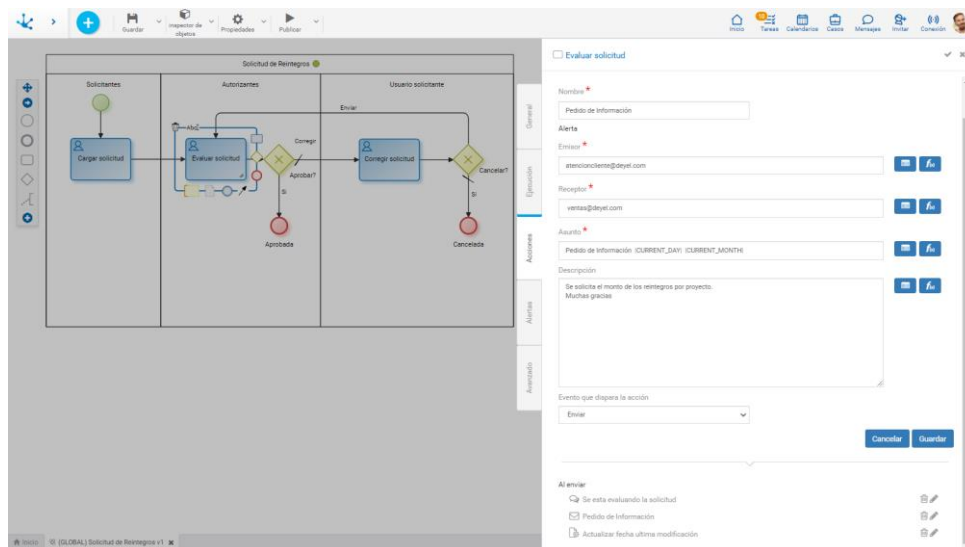 Guardar
Inspector de
objetos
Propiedades
Publicar
Inicio
Tareas
Calendarios
Casos
Mensajes
Invitar
Conexión
Solicitud de Reintegros
Solicitantes
Autorizantes
Usuario solicitante
Enviar
Abc
Corregir
Cargar solicitud
Evaluar solicitud
Aprobar?
Corregir solicitud
Cancelar?
Si
Si
Aprobada
Cancelada
General
Ejecución
Acciones
Alertas
Avanzado
Evaluar solicitud
Nombre *
Pedido de Información
Alerta
Emisor *
atencioncliente@deyel.com
Receptor *
ventas@deyel.com
Asunto *
Pedido de Información |CURRENT_DAY| |CURRENT_MONTH|
Descripción
Se solicita el monto de los reintegros por proyecto.
Muchas gracias
Evento que dispara la acción
Enviar
Cancelar
Guardar
Al enviar
Se esta evaluando la solicitud
Pedido de Información
Actualizar fecha ultima modificación
Inicio
(GLOBAL) Solicitud de Reintegros v1